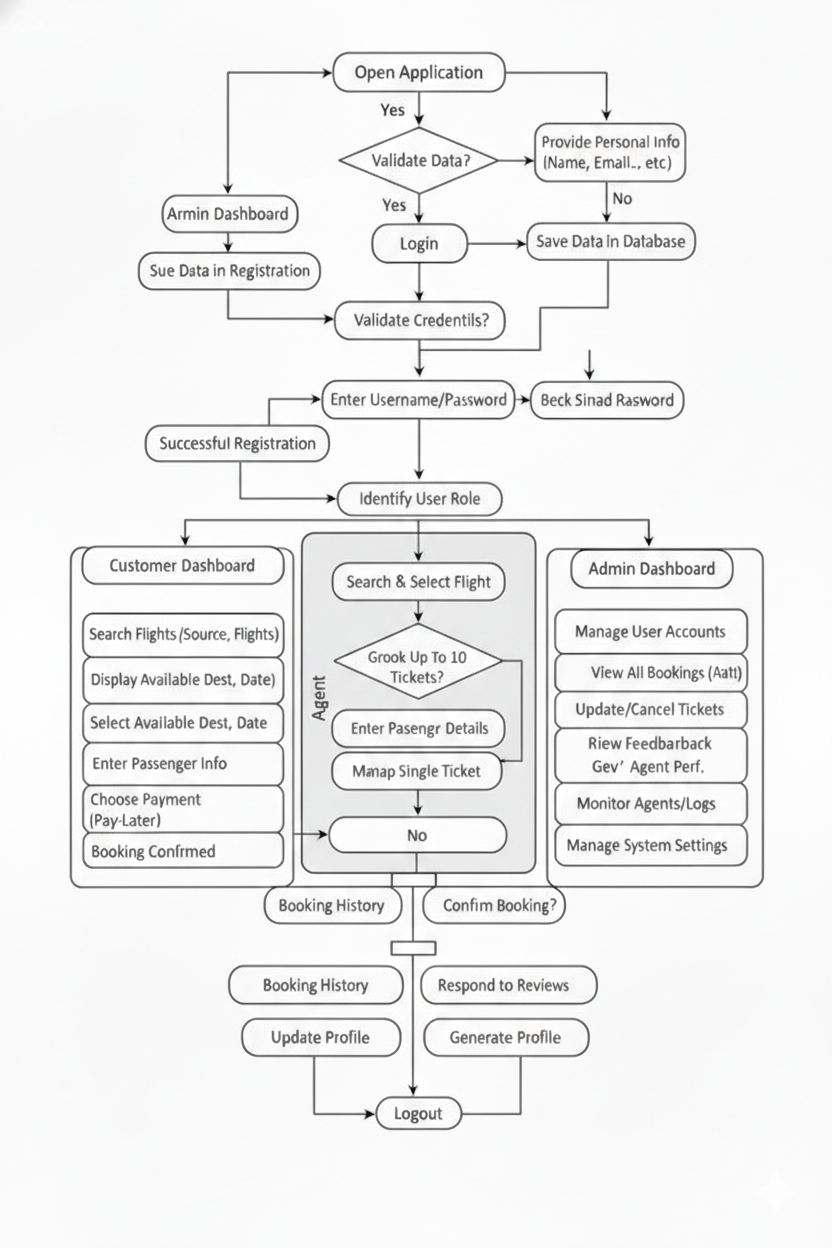 Open Application
Yes
Validate Data?
Provide Personal Info
(Name, Email.., etc)
Yes
No
Armin Dashboard
Login
Save Data in Database
Sue Data in Registration
Validate Credentils?
Enter Username/Password
Beck Sinad Rasword
Successful Registration
Identify User Role
Customer Dashboard
Search Flights (Source, Flights)
Display Available Dest, Date)
Select Available Dest, Date
Enter Passenger Info
Choose Payment
(Pay-Later)
Booking Confrmed
Agent
Search & Select Flight
Grook Up To 10
Tickets?
Enter Pasengr Details
Manap Single Ticket
No
Admin Dashboard
Manage User Accounts
View All Bookings (Aatt)
Update/Cancel Tickets
Riew Feedbarback
Gev' Agent Perf.
Monitor Agents/Logs
Manage System Settings
Booking History
Confim Booking?
Booking History
Respond to Reviews
Update Profile
Generate Profile
Logout